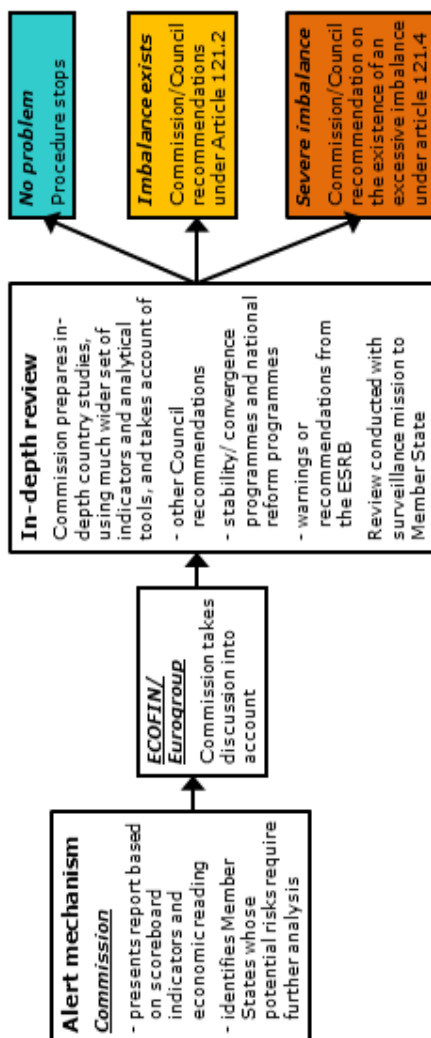 Alert mechanism
Commission
- presents report based
on scoreboard
indicators and
economic reading
- identifies Member
States whose
potential risks require
further analysis
ECOFIN/
Eurogroup
Commission takes
discussion into
account
In-depth review
Commission prepares in-
depth country studies,
using much wider set of
indicators and analytical
tools, and takes account of
- other Council
recommendations
- stability/ convergence
programmes and national
reform programmes
- warnings or
recommendations from
the ESRB
Review conducted with
surveillance mission to
Member State
No problem
Procedure stops
Imbalance exists
Commission/Council
recommendations
under Article 121.2
Severe imbalance
Commission/Council
recommendation on
the existence of an
excessive imbalance
under article 121.4